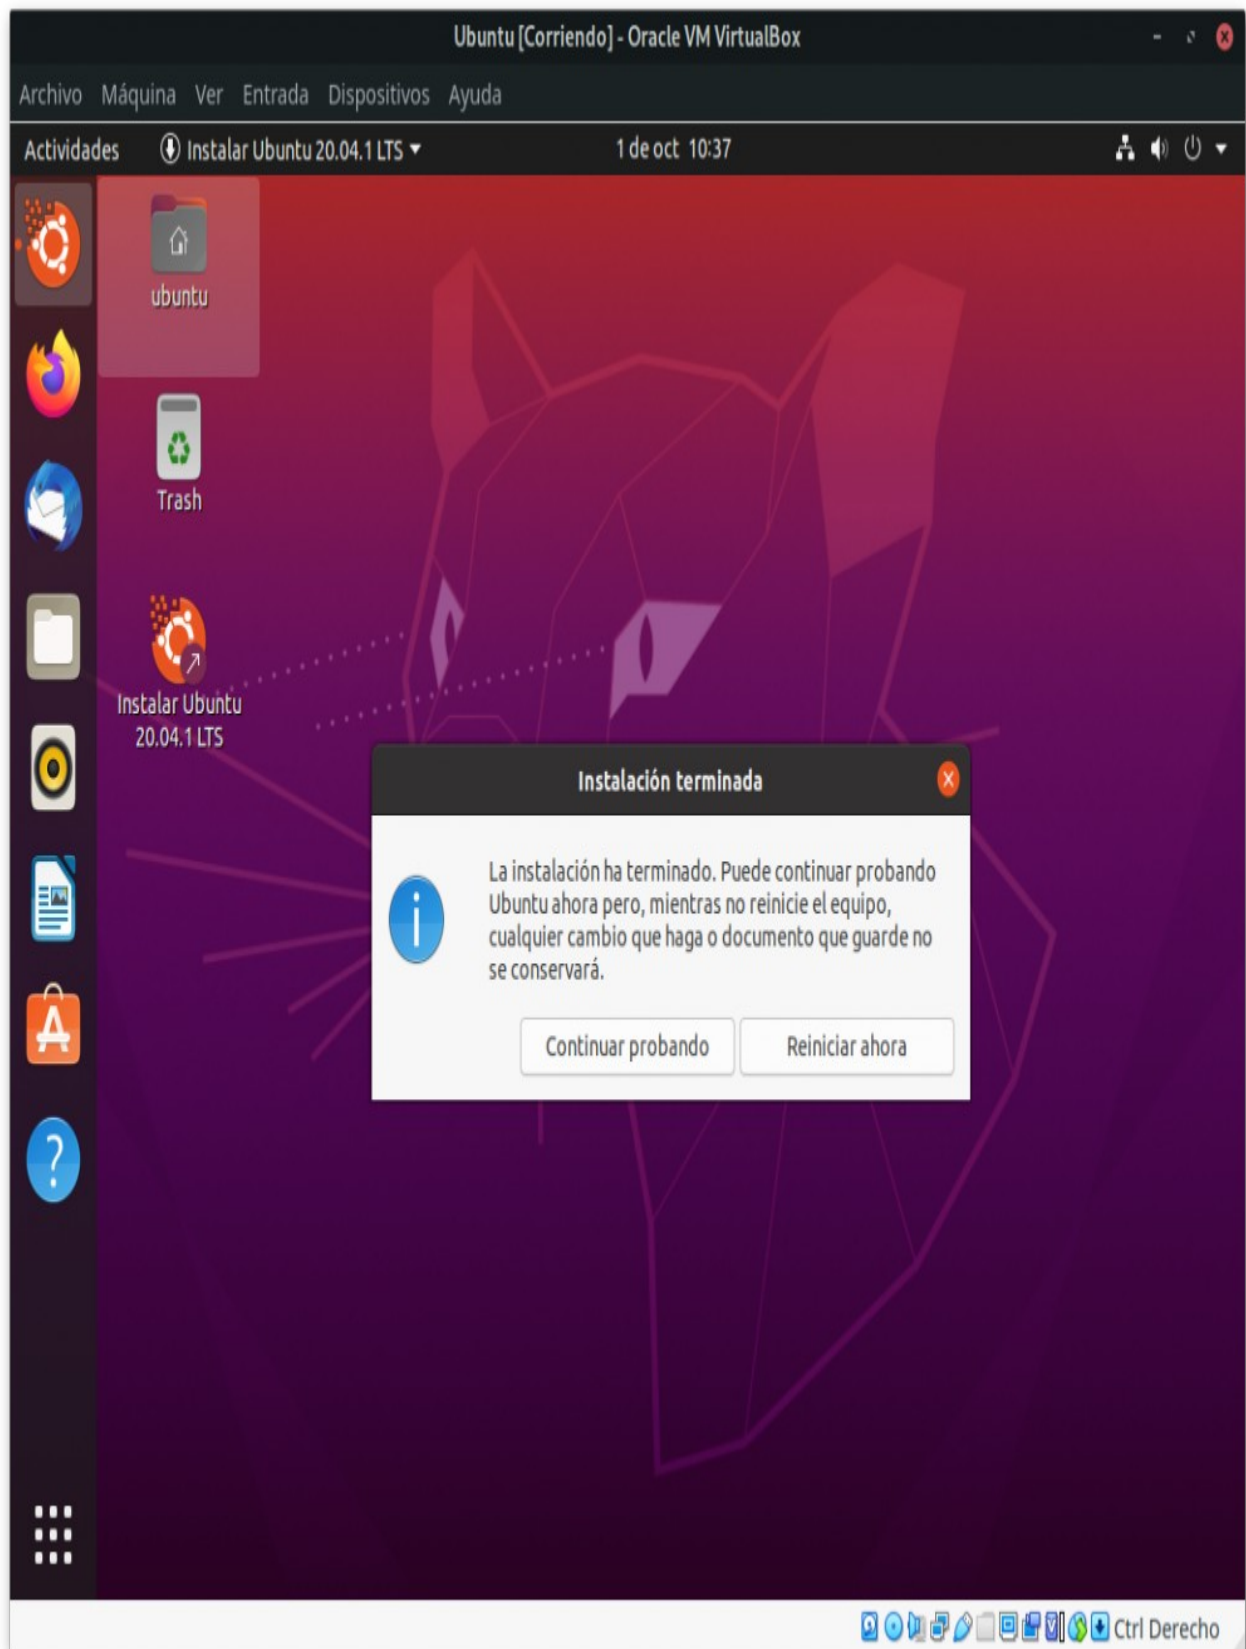 Ubuntu [Corriendo] - Oracle VM VirtualBox
Archivo Máquina Ver Entrada Dispositivos Ayuda
Actividades Instalar Ubuntu 20.04.1 LTS 1 de oct 10:37
ubuntu
Trash
Instalar Ubuntu
20.04.1 LTS
Instalación terminada
La instalación ha terminado. Puede continuar probando
Ubuntu ahora pero, mientras no reinicie el equipo,
cualquier cambio que haga o documento que guarde no
se conservará.
Continuar probando Reiniciar ahora
Ctrl Derecho